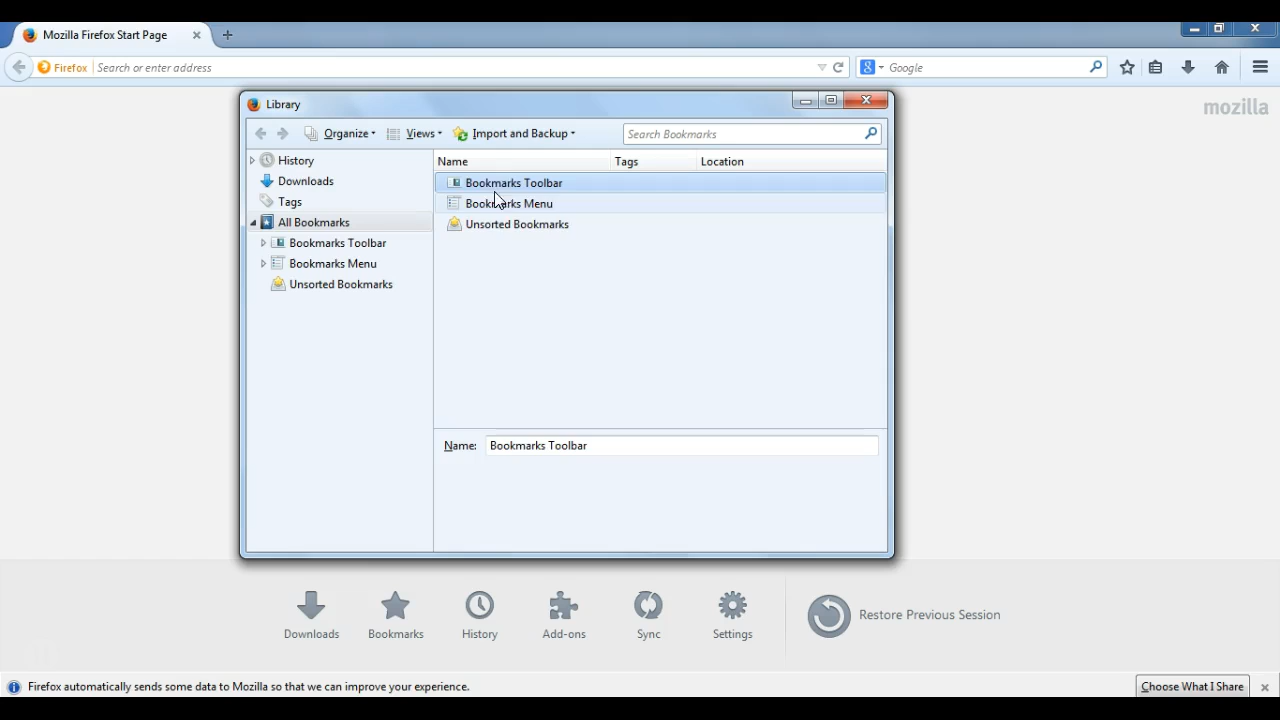 Mozilla Firefox Start Page
Firefox Search or enter address
Google
mozilla
Library
Organize Views Import and Backup
Search Bookmarks
History
Downloads
Tags
All Bookmarks
Bookmarks Toolbar
Bookmarks Menu
Unsorted Bookmarks
Name Tags Location
Bookmarks Toolbar
Bookmarks Menu
Unsorted Bookmarks
Name: Bookmarks Toolbar
Downloads Bookmarks History Add-ons Sync Settings
Restore Previous Session
Firefox automatically sends some data to Mozilla so that we can improve your experience.
Choose What I Share